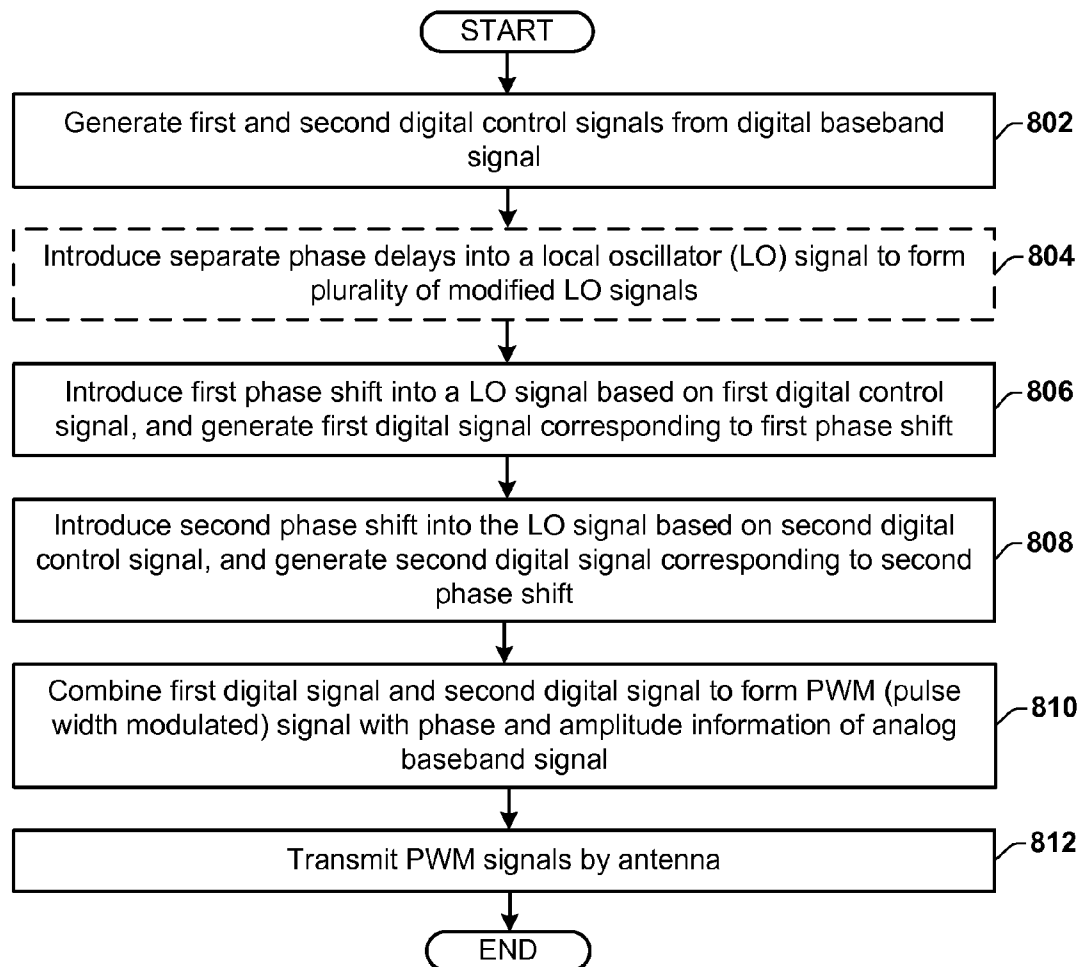 START
Generate first and second digital control signals from digital baseband
signal
802
Introduce separate phase delays into a local oscillator (LO) signal to form
plurality of modified LO signals
804
Introduce first phase shift into a LO signal based on first digital control
signal, and generate first digital signal corresponding to first phase shift
806
Introduce second phase shift into the LO signal based on second digital
control signal, and generate second digital signal corresponding to second
phase shift
808
Combine first digital signal and second digital signal to form PWM (pulse
width modulated) signal with phase and amplitude information of analog
baseband signal
810
Transmit PWM signals by antenna
812
END